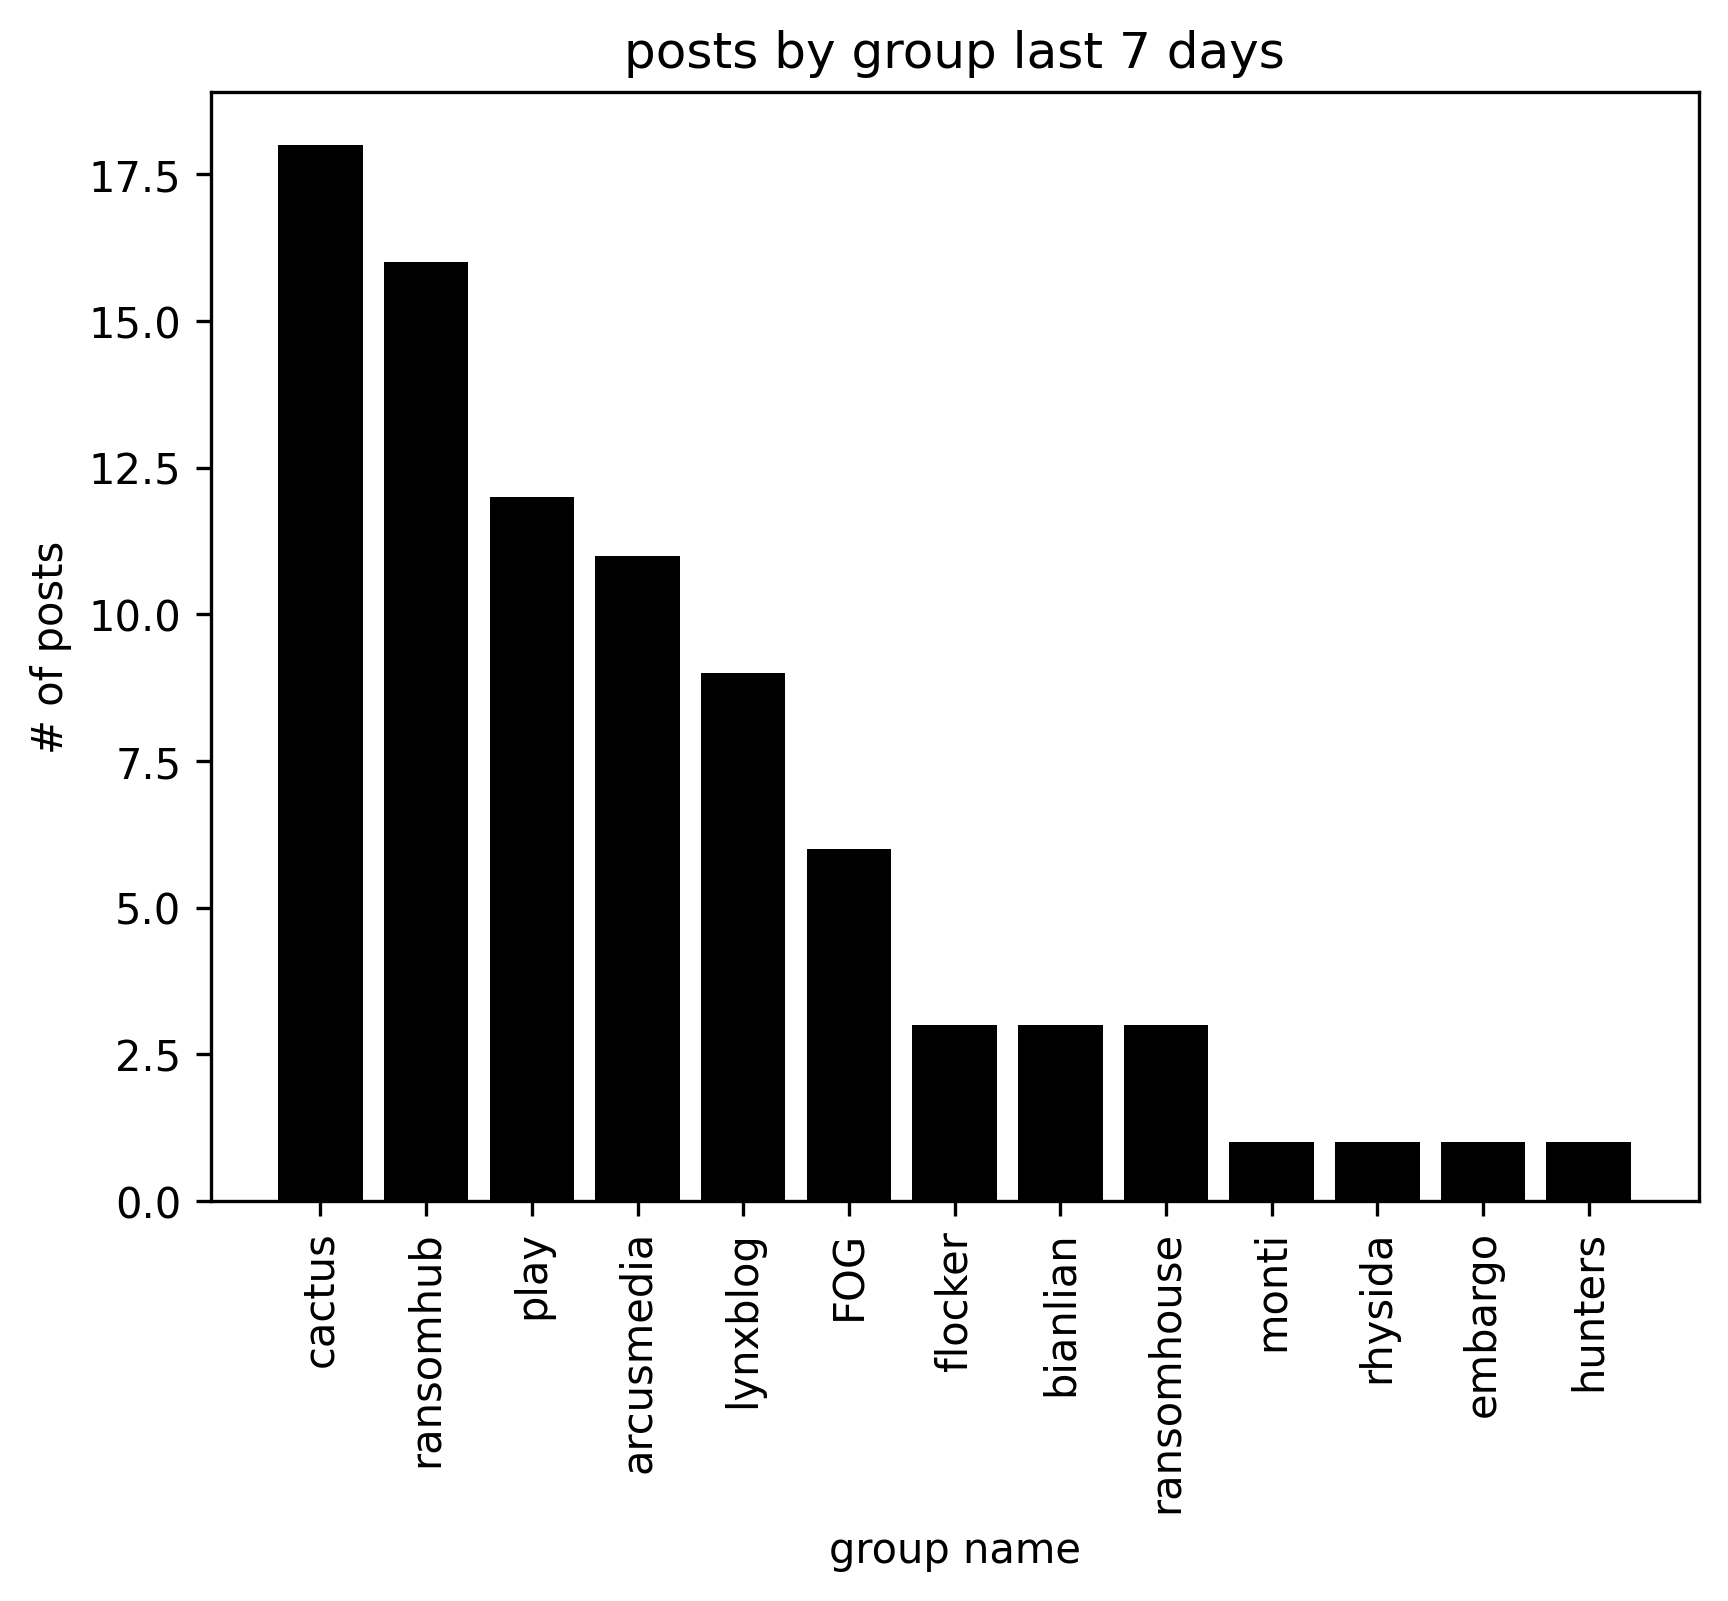 posts by group last 7 days
17.5
15.0
12.5
10.0
7.5
5.0
2.5
0.0
# of posts
cactus
ransomhub
play
arcusmedia
lynxblog
FOG
flocker
bianlian
ransomhouse
monti
rhysida
embargo
hunters
group name